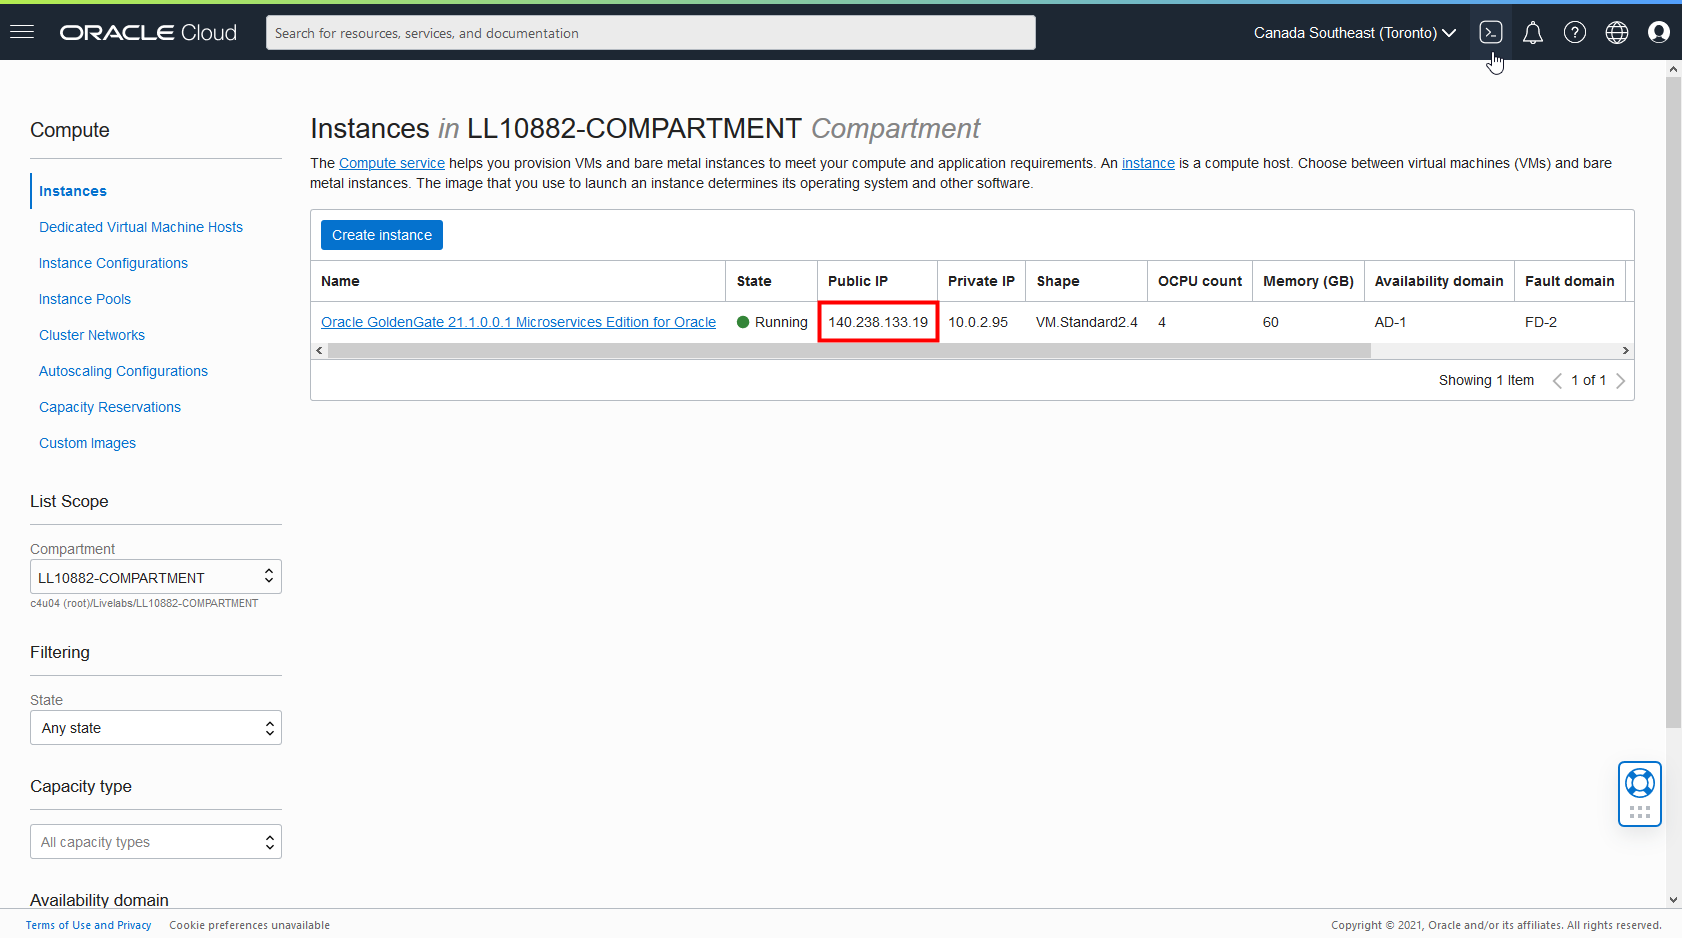 ORACLE Cloud
Search for resources, services, and documentation
Canada Southeast (Toronto)
Compute
Instances
Dedicated Virtual Machine Hosts
Instance Configurations
Instance Pools
Cluster Networks
Autoscaling Configurations
Capacity Reservations
Custom Images
List Scope
Compartment
LL10882-COMPARTMENT
c4u04 (root)/Livelabs/LL10882-COMPARTMENT
Filtering
State
Any state
Capacity type
All capacity types
Availability domain
Instances in LL10882-COMPARTMENT Compartment
The Compute service helps you provision VMs and bare metal instances to meet your compute and application requirements. An instance is a compute host. Choose between virtual machines (VMs) and bare
metal instances. The image that you use to launch an instance determines its operating system and other software.
Create instance
Name State Public IP Private IP Shape OCPU count Memory (GB) Availability domain Fault domain
Oracle GoldenGate 21.1.0.0.1 Microservices Edition for Oracle Running 140.238.133.19 10.0.2.95 VM.Standard2.4 4 60 AD-1 FD-2
Showing 1 Item 1 of 1
Terms of Use and Privacy Cookie preferences unavailable
Copyright © 2021, Oracle and/or its affiliates. All rights reserved.